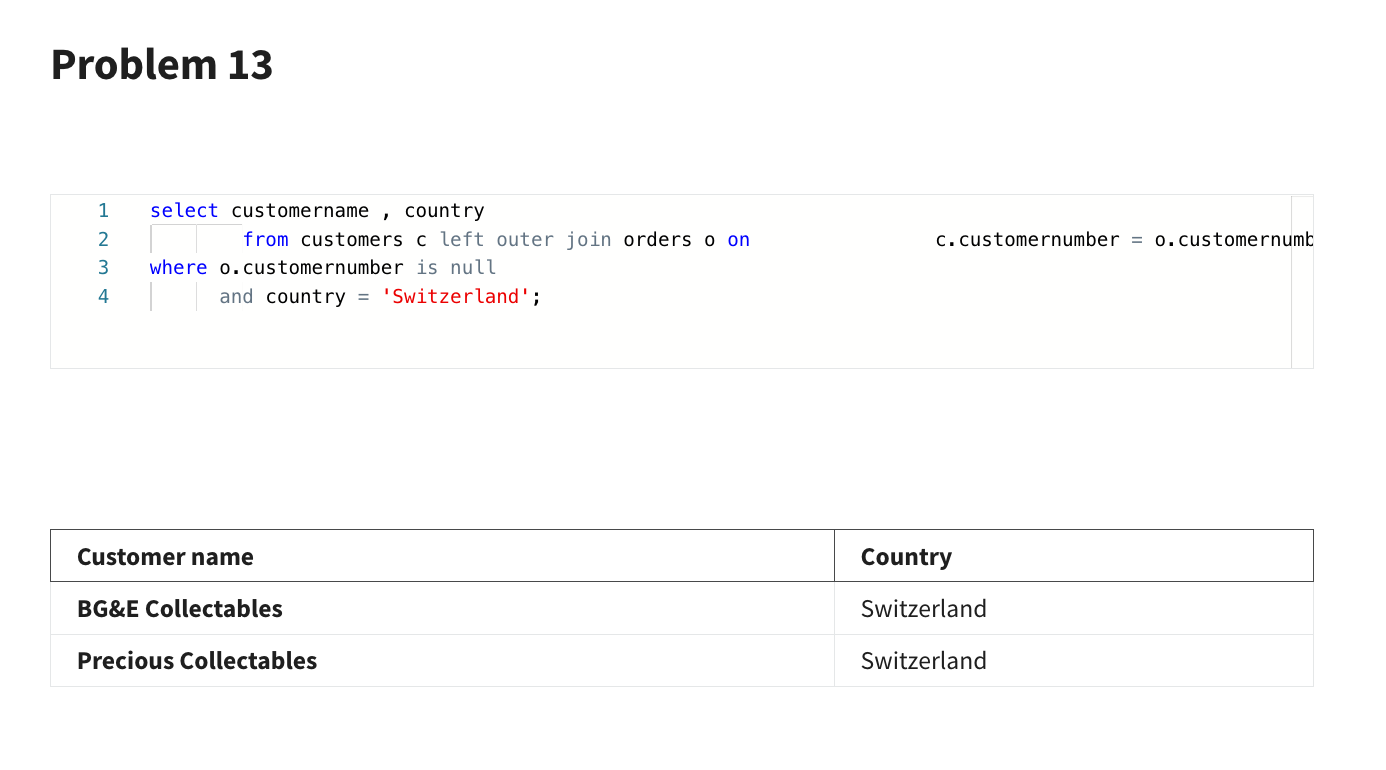 Problem 13
1 select customername , country
2 from customers c left outer join orders o on c.customernumber = o.customernumb
3 where o.customernumber is null
4 and country = 'Switzerland';
Customer name Country
BG&E Collectables Switzerland
Precious Collectables Switzerland